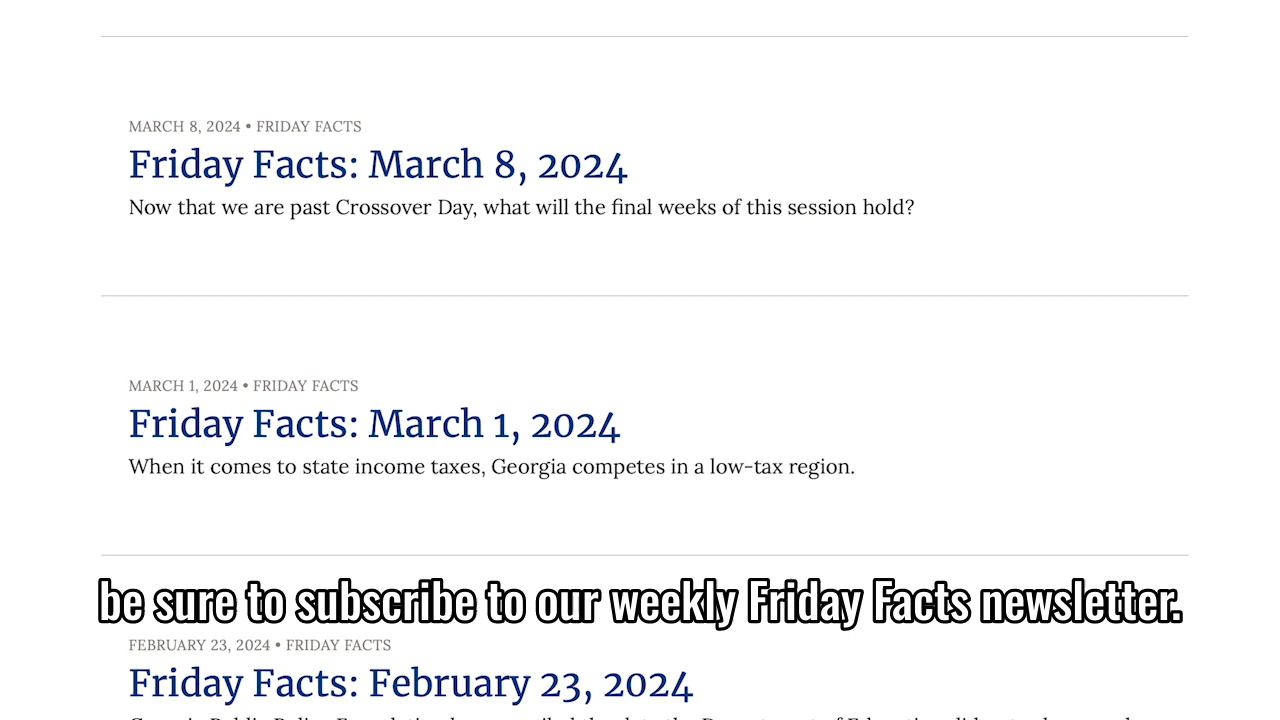 MARCH 8, 2024 • FRIDAY FACTS
Friday Facts: March 8, 2024
Now that we are past Crossover Day, what will the final weeks of this session hold?
MARCH 1, 2024 • FRIDAY FACTS
Friday Facts: March 1, 2024
When it comes to state income taxes, Georgia competes in a low-tax region.
be sure to subscribe to our weekly Friday Facts newsletter.
FEBRUARY 23, 2024 • FRIDAY FACTS
Friday Facts: February 23, 2024